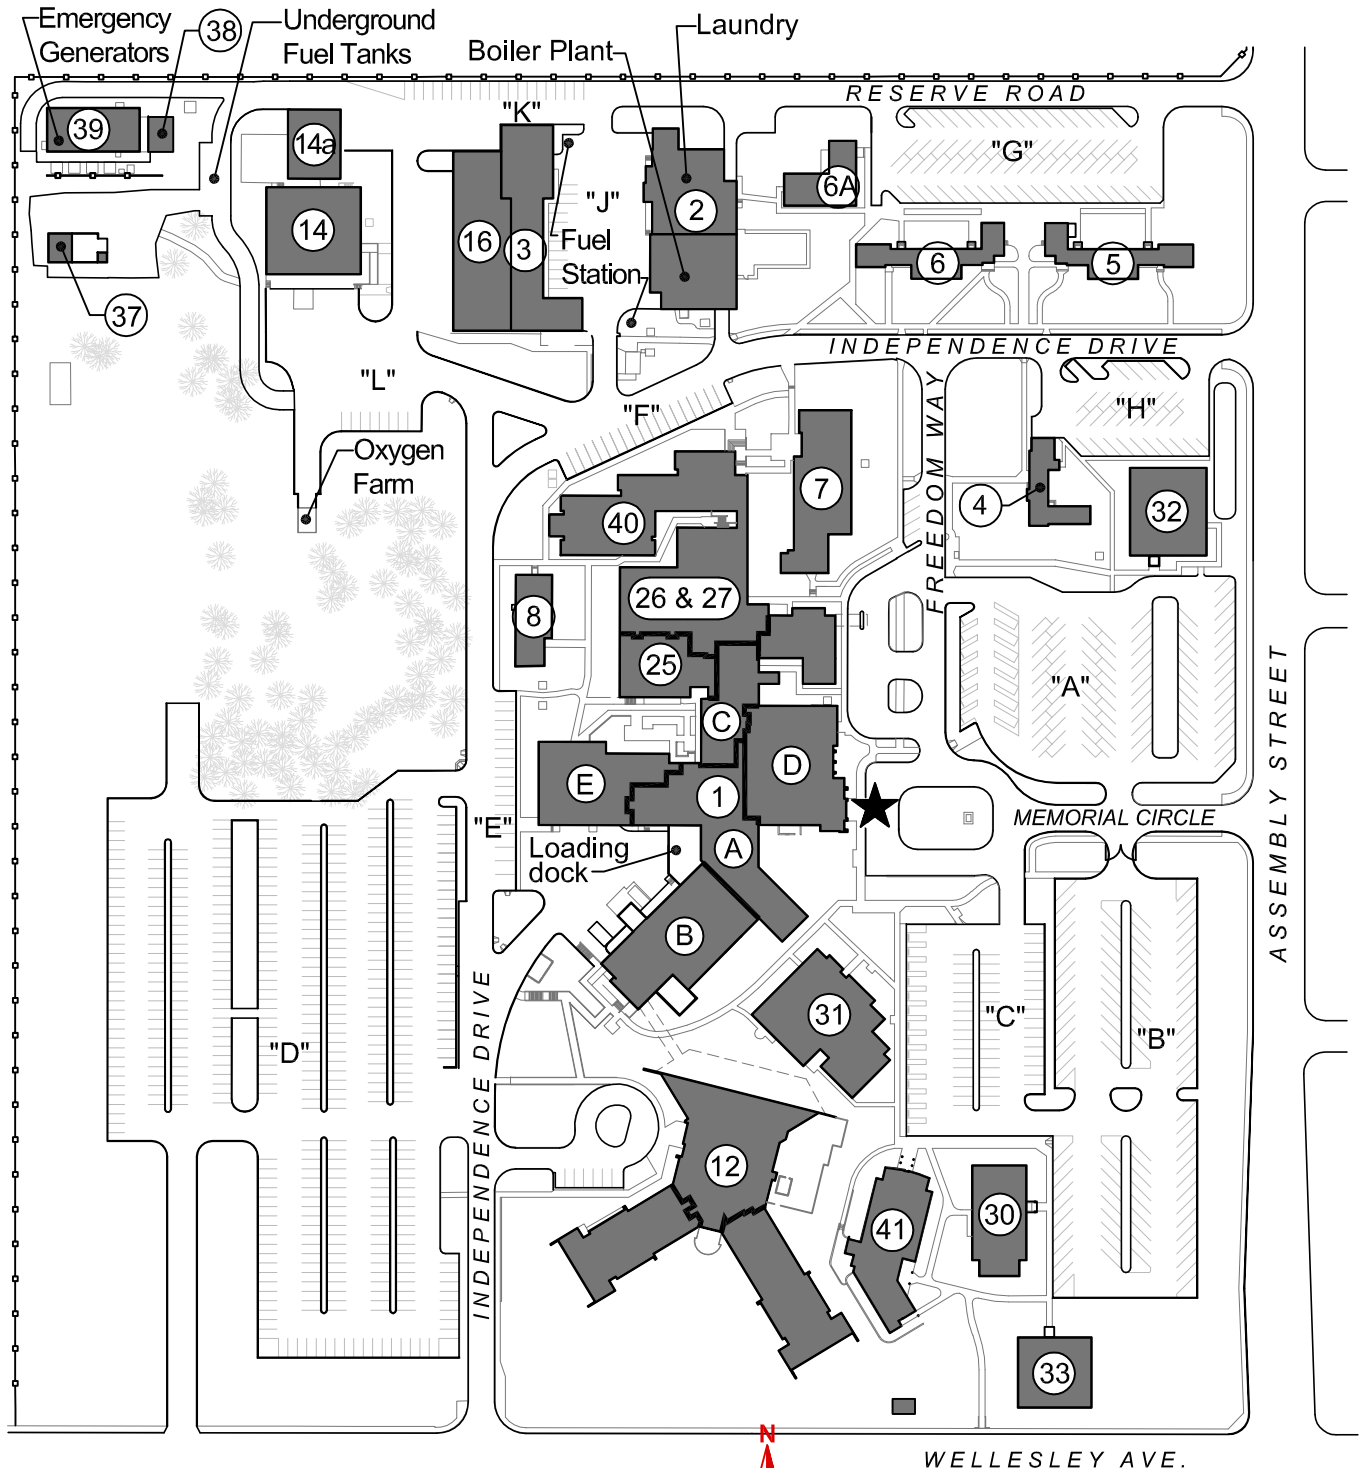 Emergency
Generators
38
Underground
Fuel Tanks
Boiler Plant
Laundry
RESERVE ROAD
39
14a
"K"
"G"
6A
14
16
3
"J"
2
Fuel
Station
6
5
37
INDEPENDENCE DRIVE
"L"
"F"
"H"
FREEDOM WAY
Oxygen
Farm
7
4
32
40
26 & 27
8
25
"A"
ASSEMBLY STREET
C
D
E
1
"E"
MEMORIAL CIRCLE
Loading
dock
A
B
31
"C"
"B"
"D"
INDEPENDENCE DRIVE
12
41
30
33
N
WELLESLEY AVE.